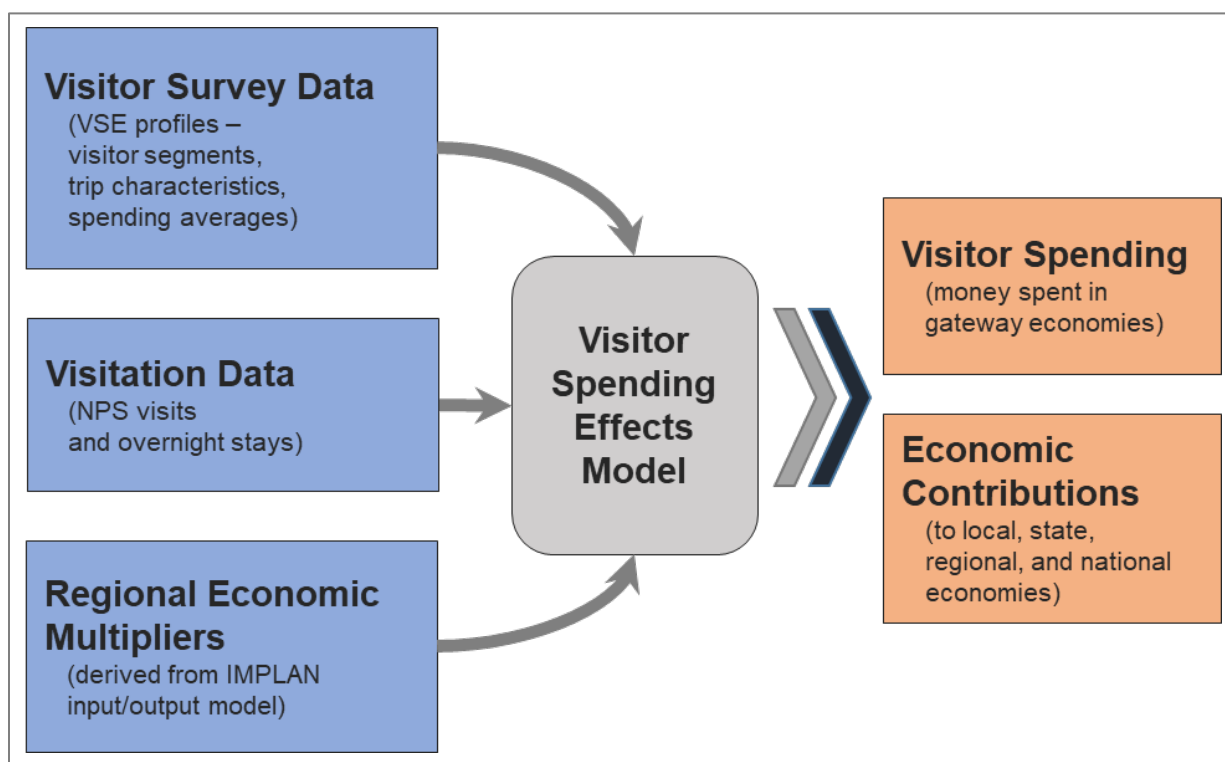 Visitor Survey Data
(VSE profiles –
visitor segments,
trip characteristics,
spending averages)
Visitation Data
(NPS visits
and overnight stays)
Regional Economic
Multipliers
(derived from IMPLAN
input/output model)
Visitor
Spending
Effects
Model
Visitor Spending
(money spent in
gateway economies)
Economic
Contributions
(to local, state,
regional, and national
economies)